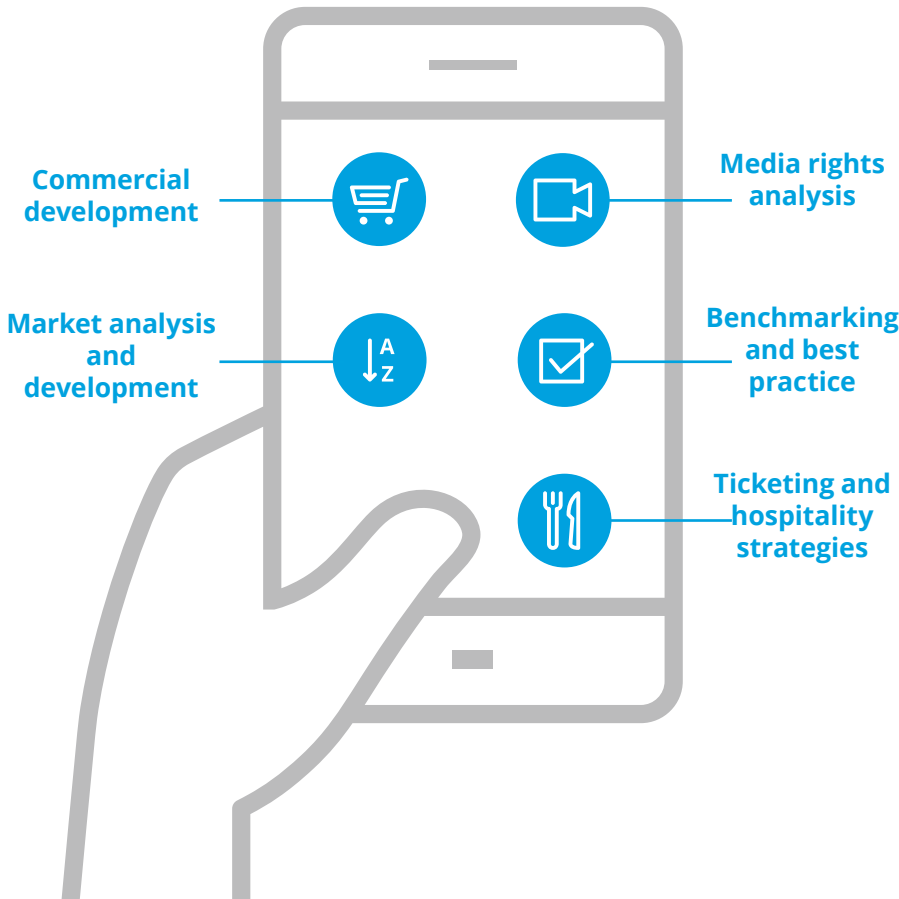 Commercial
development
Market analysis
and
development
A
Z
Media rights
analysis
Benchmarking
and best
practice
Ticketing and
hospitality
strategies